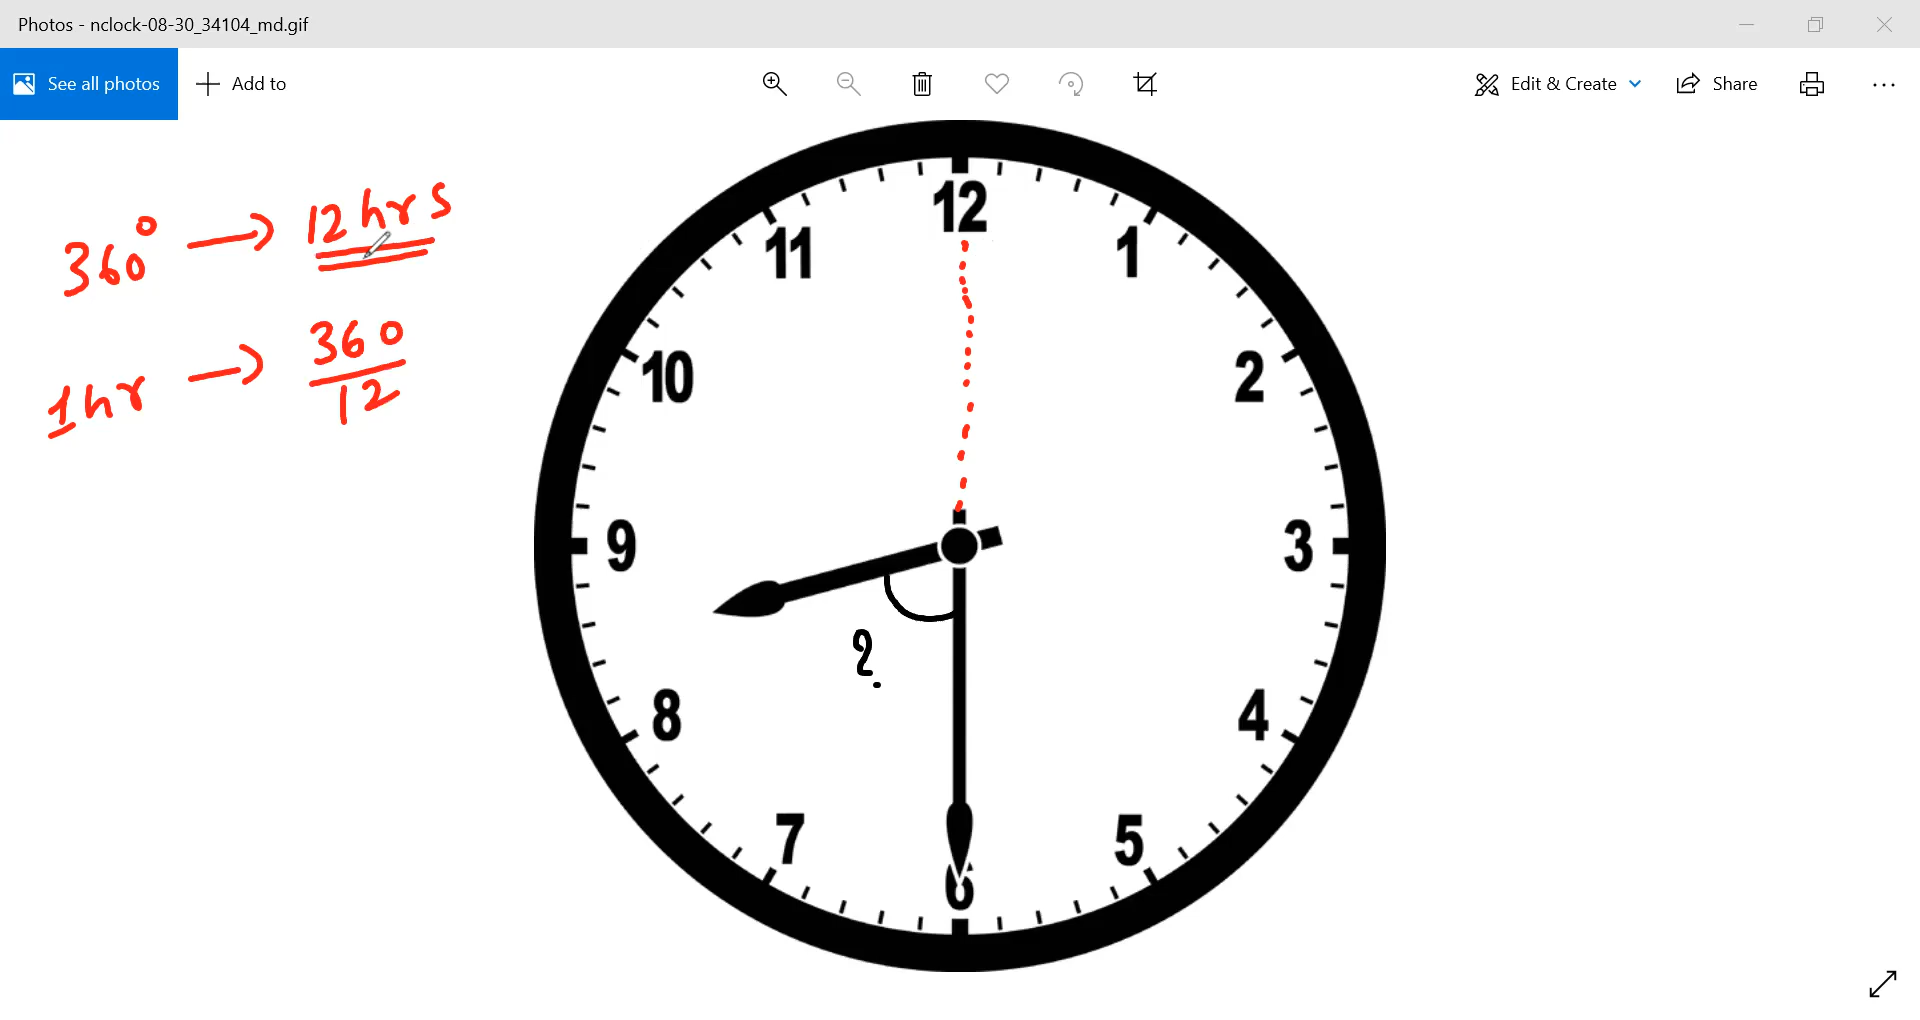 Photos - nclock-08-30_34104_md.gif
See all photos
Add to
Edit & Create
Share
360° → 12 hrs
1hr → 360
12
12
11
1
10
2
9
3
?
8
4
7
5
6